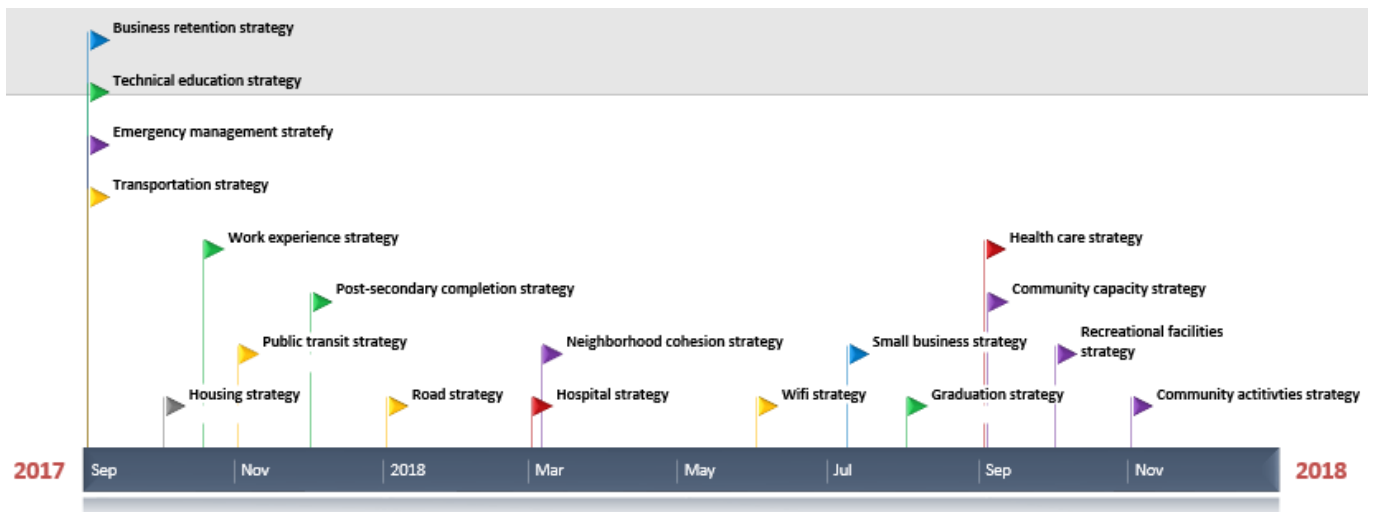 Business retention strategy
Technical education strategy
Emergency management stratefy
Transportation strategy
Work experience strategy
Health care strategy
Post-secondary completion strategy
Community capacity strategy
Public transit strategy
Neighborhood cohesion strategy
Small business strategy
Recreational facilities
strategy
Housing strategy
Road strategy
Hospital strategy
Wifi strategy
Graduation strategy
Community actitivties strategy
2017
Sep
Nov
2018
Mar
May
Jul
Sep
Nov
2018